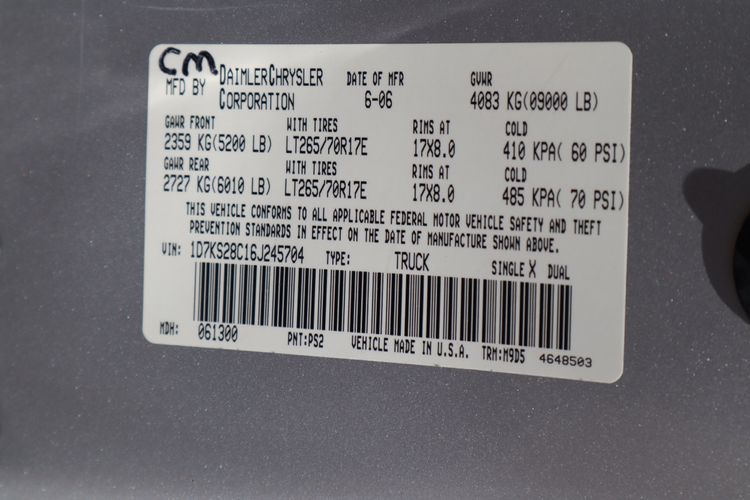 CM
MFD BY DAIMLERCHRYSLER DATE OF MFR GVWR
CORPORATION 6-06 4083 KG(09000 LB)
GAWR FRONT WITH TIRES RIMS AT COLD
2359 KG(5200 LB) LT265/70R17E 17X8.0 410 KPA( 60 PSI)
GAWR REAR WITH TIRES RIMS AT COLD
2727 KG(6010 LB) LT265/70R17E 17X8.0 485 KPA( 70 PSI)
THIS VEHICLE CONFORMS TO ALL APPLICABLE FEDERAL MOTOR VEHICLE SAFETY AND THEFT
PREVENTION STANDARDS IN EFFECT ON THE DATE OF MANUFACTURE SHOWN ABOVE.
VIN: 1D7KS28C16J245704 TYPE: TRUCK SINGLE X DUAL
MDH: 061300 PNT:PS2 VEHICLE MADE IN U.S.A. TRM:M9D5 4648503